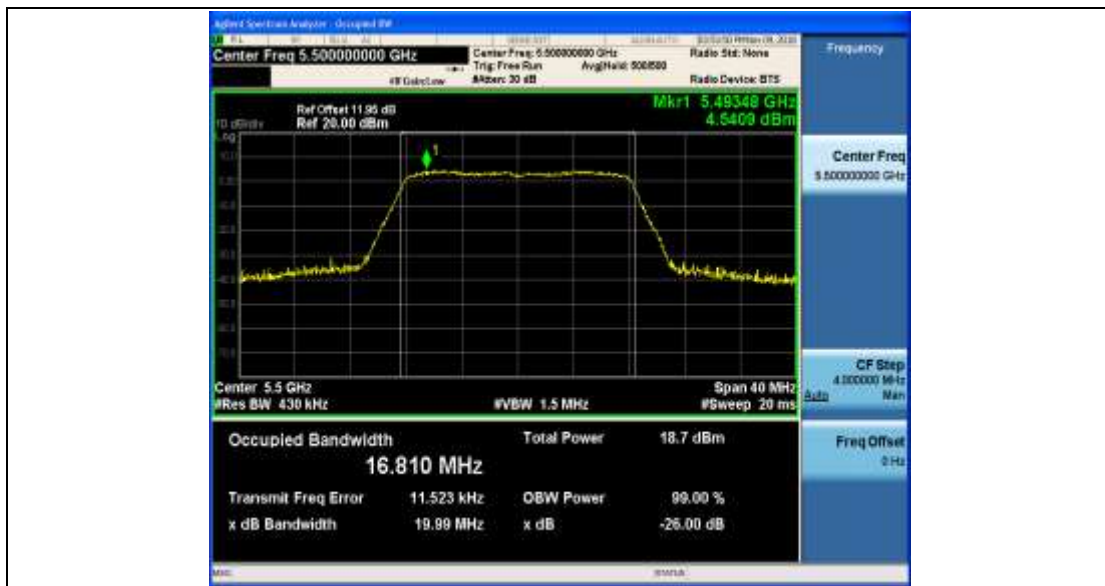 Agilent Spectrum Analyzer - Occupied BW
Center Freq 5.500000000 GHz
Center Freq: 5.500000000 GHz
Radio Std: None
Trig: Free Run
Avg|Hold: 500/500
#IFGain:Low
#Atten: 30 dB
Radio Device: BTS
Frequency
Ref Offset 11.95 dB
Ref 20.00 dBm
10 dB/div
Log
Mkr1 5.49348 GHz
4.5409 dBm
1
Center Freq
5.500000000 GHz
Center 5.5 GHz
Span 40 MHz
#Res BW 430 kHz
#VBW 1.5 MHz
#Sweep 20 ms
CF Step
4.000000 MHz
Auto
Man
Occupied Bandwidth
16.810 MHz
Total Power
18.7 dBm
Freq Offset
0 Hz
Transmit Freq Error
11.523 kHz
OBW Power
99.00 %
x dB Bandwidth
19.99 MHz
x dB
-26.00 dB
MSG
STATUS